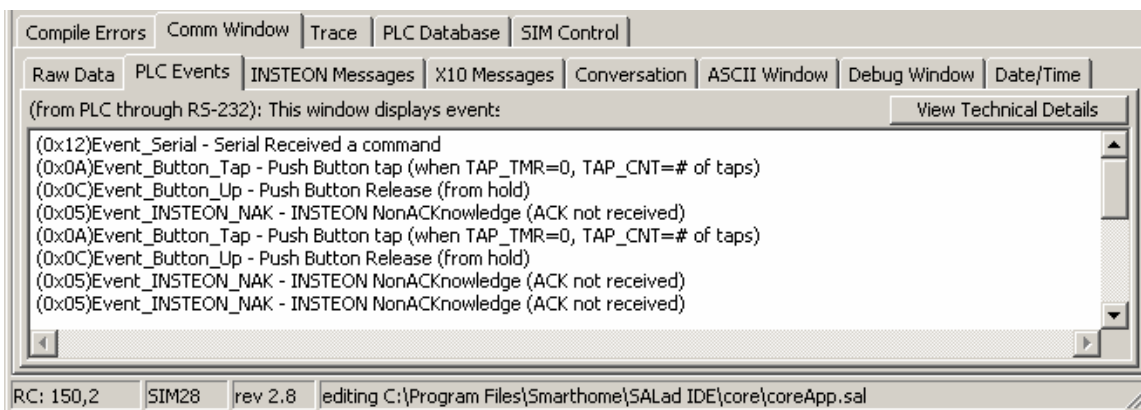 Compile Errors Comm Window Trace PLC Database SIM Control
Raw Data PLC Events INSTEON Messages X10 Messages Conversation ASCII Window Debug Window Date/Time
(from PLC through RS-232): This window displays events View Technical Details
(0x12)Event_Serial - Serial Received a command
(0x0A)Event_Button_Tap - Push Button tap (when TAP_TMR=0, TAP_CNT=# of taps)
(0x0C)Event_Button_Up - Push Button Release (from hold)
(0x05)Event_INSTEON_NAK - INSTEON NonACKnowledge (ACK not received)
(0x0A)Event_Button_Tap - Push Button tap (when TAP_TMR=0, TAP_CNT=# of taps)
(0x0C)Event_Button_Up - Push Button Release (from hold)
(0x05)Event_INSTEON_NAK - INSTEON NonACKnowledge (ACK not received)
(0x05)Event_INSTEON_NAK - INSTEON NonACKnowledge (ACK not received)
RC: 150,2 SIM28 rev 2.8 editing C:\Program Files\Smarthome\SALad IDE\core\coreApp.sal